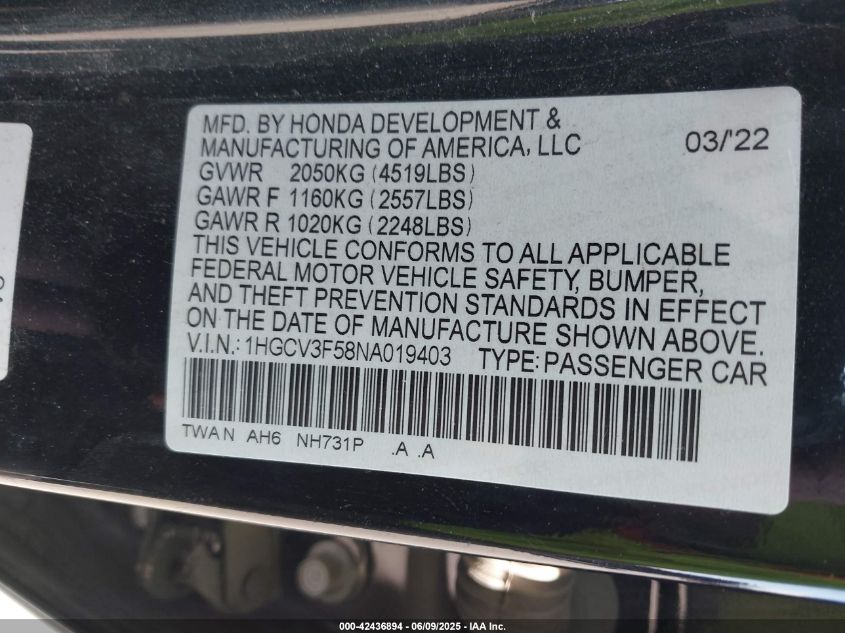 MFD. BY HONDA DEVELOPMENT &
MANUFACTURING OF AMERICA, LLC 03/'22
GVWR 2050KG (4519LBS)
GAWR F 1160KG (2557LBS)
GAWR R 1020KG (2248LBS)
THIS VEHICLE CONFORMS TO ALL APPLICABLE
FEDERAL MOTOR VEHICLE SAFETY, BUMPER,
AND THEFT PREVENTION STANDARDS IN EFFECT
ON THE DATE OF MANUFACTURE SHOWN ABOVE.
V.I.N.: 1HGCV3F58NA019403 TYPE: PASSENGER CAR
TWAN AH6 NH731P .A .A
000-42436894 - 06/09/2025 - IAA Inc.